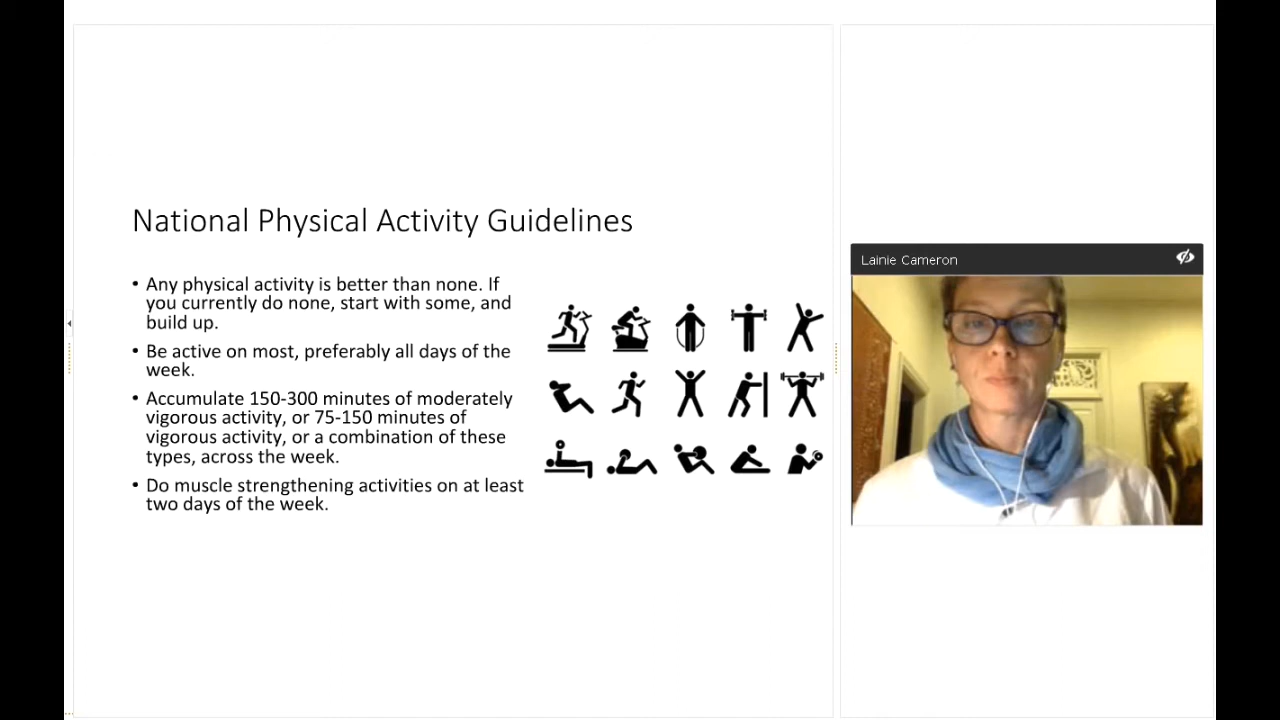 National Physical Activity Guidelines
• Any physical activity is better than none. If
you currently do none, start with some, and
build up.
• Be active on most, preferably all days of the
week.
• Accumulate 150-300 minutes of moderately
vigorous activity, or 75-150 minutes of
vigorous activity, or a combination of these
types, across the week.
• Do muscle strengthening activities on at least
two days of the week.
Lainie Cameron